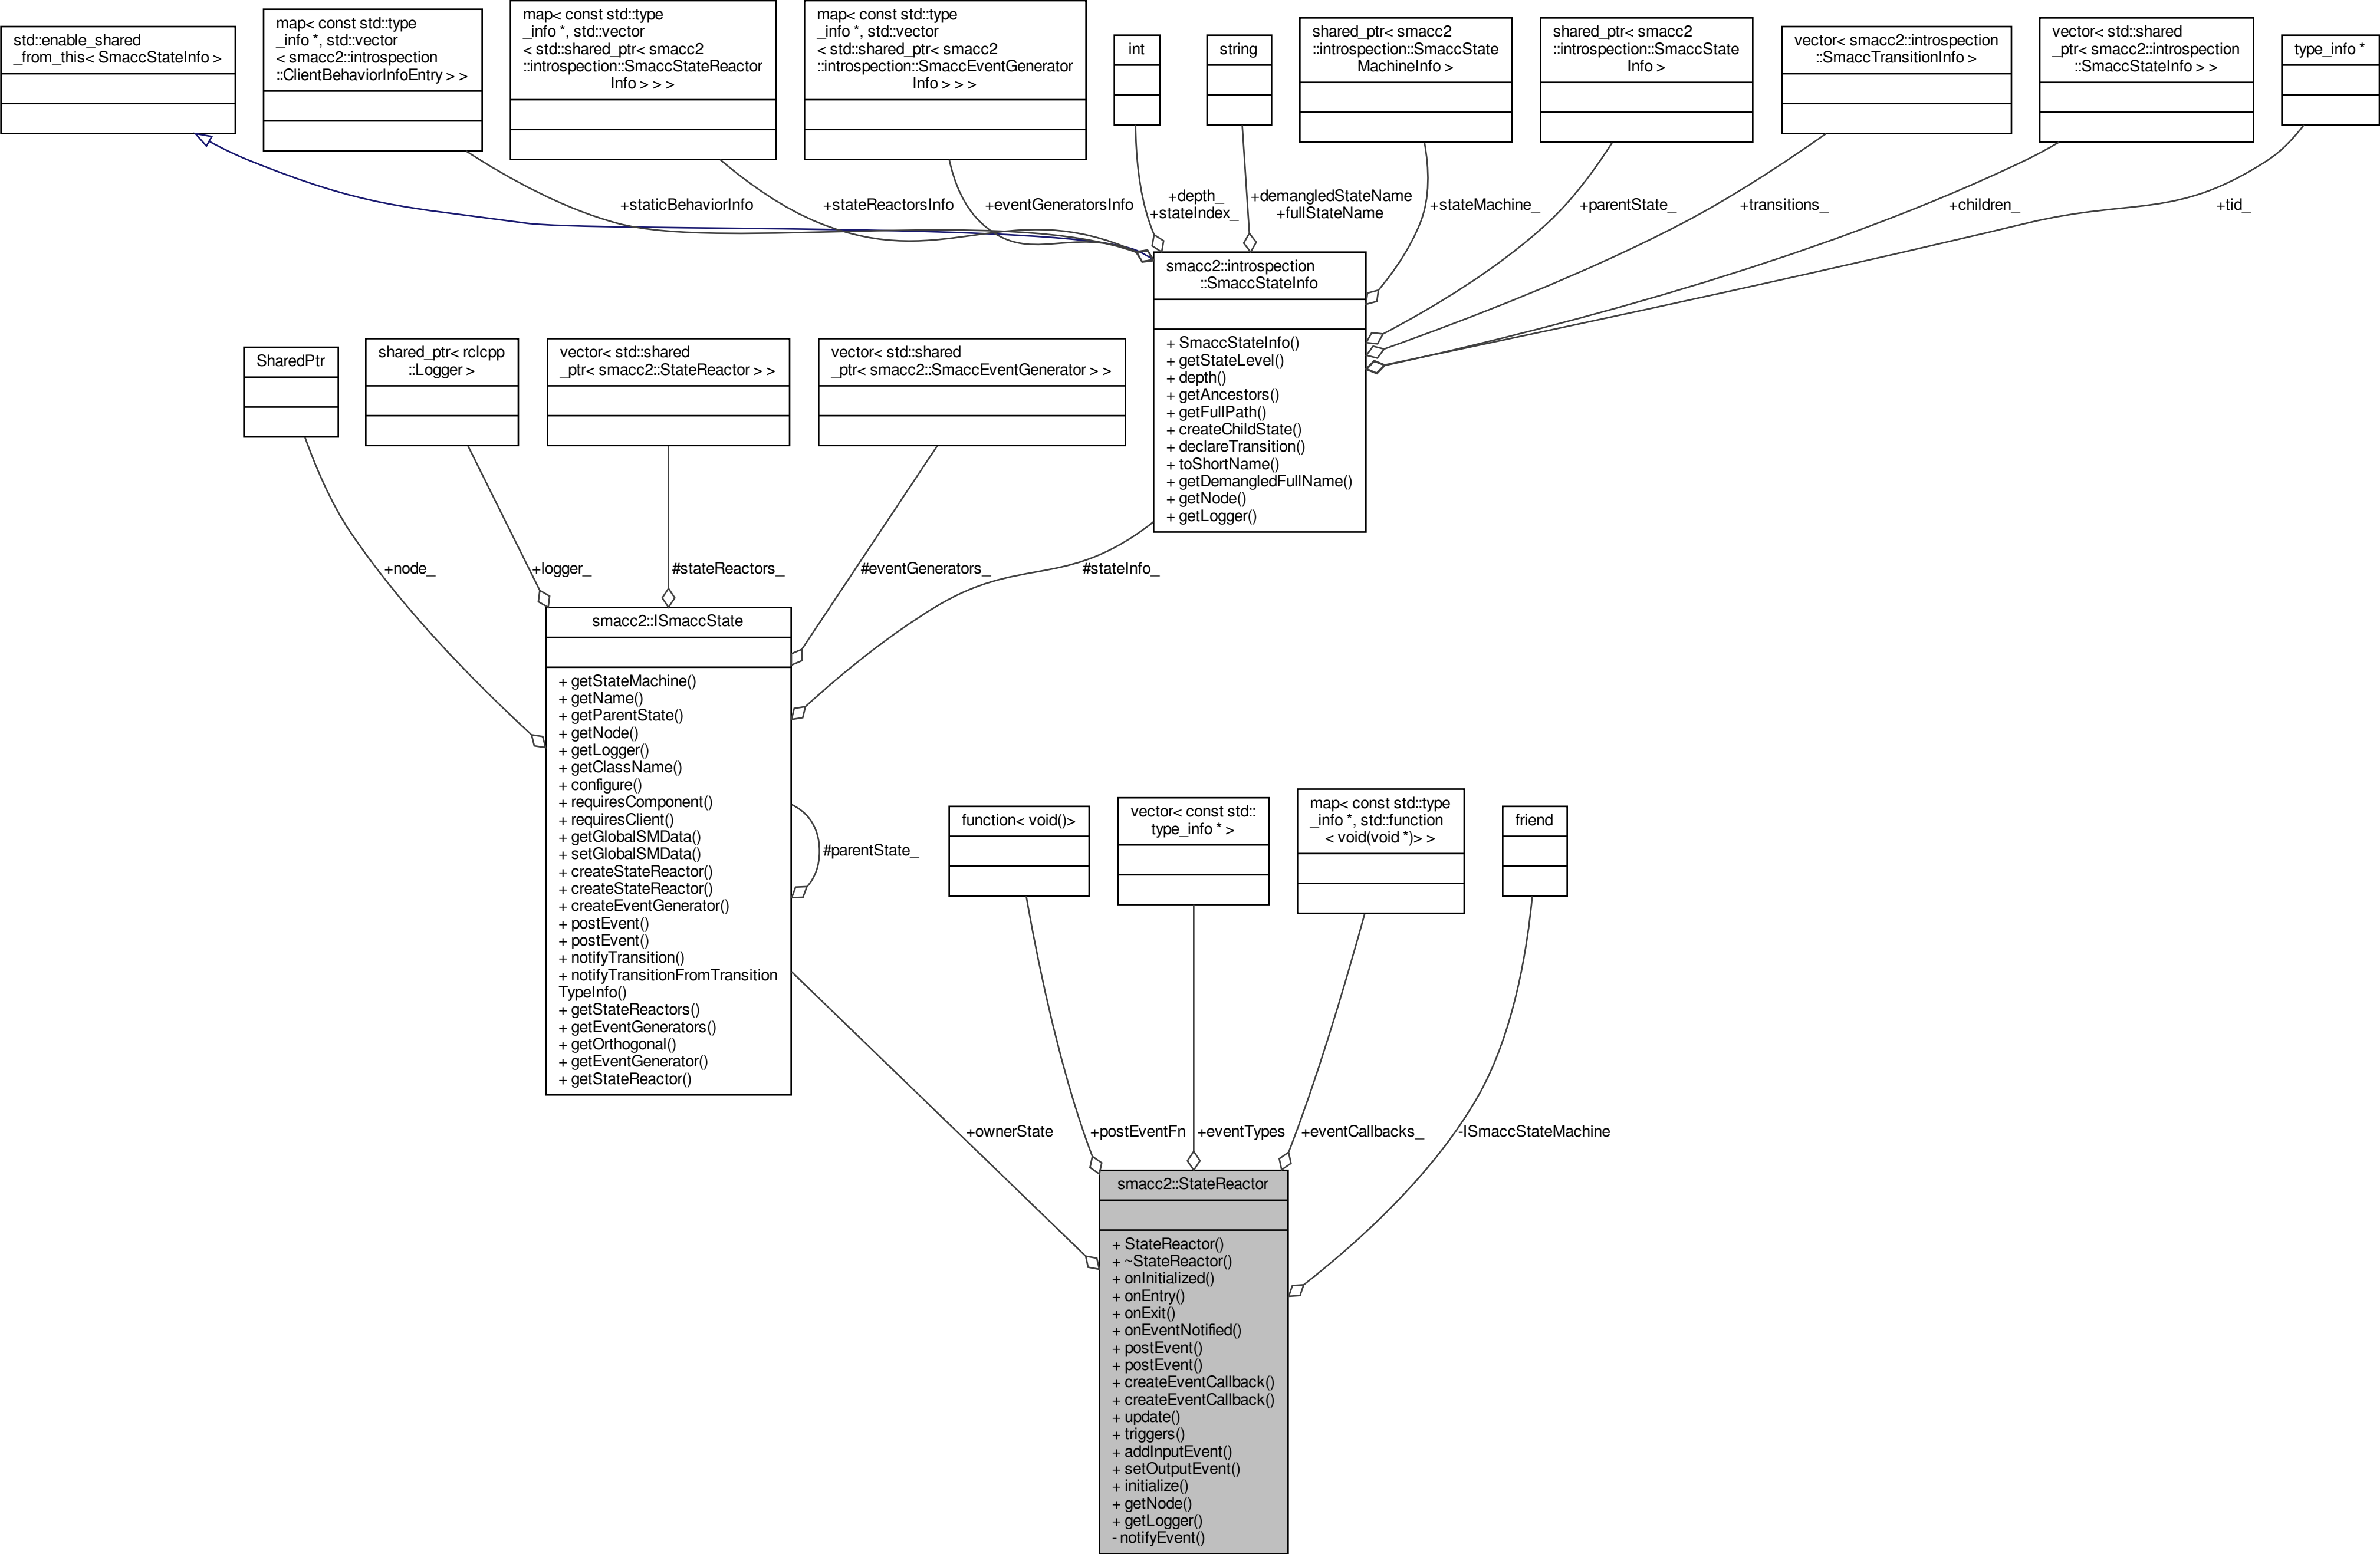 std::enable_shared
_from_this< SmaccStateInfo >
map< const std::type
_info *, std::vector
< smacc2::introspection
::ClientBehaviorInfoEntry > >
map< const std::type
_info *, std::vector
< std::shared_ptr< smacc2
::introspection::SmaccStateReactor
Info > > >
map< const std::type
_info *, std::vector
< std::shared_ptr< smacc2
::introspection::SmaccEventGenerator
Info > > >
int
string
shared_ptr< smacc2
::introspection::SmaccState
MachineInfo >
shared_ptr< smacc2
::introspection::SmaccState
Info >
vector< smacc2::introspection
::SmaccTransitionInfo >
vector< std::shared
_ptr< smacc2::introspection
::SmaccStateInfo > >
type_info *
+staticBehaviorInfo
+stateReactorsInfo
+eventGeneratorsInfo
+depth_
+stateIndex_
+demangledStateName
+fullStateName
+stateMachine_
+parentState_
+transitions_
+children_
+tid_
smacc2::introspection
::SmaccStateInfo
+ SmaccStateInfo()
+ getStateLevel()
+ depth()
+ getAncestors()
+ getFullPath()
+ createChildState()
+ declareTransition()
+ toShortName()
+ getDemangledFullName()
+ getNode()
+ getLogger()
SharedPtr
shared_ptr< rclcpp
::Logger >
vector< std::shared
_ptr< smacc2::StateReactor > >
vector< std::shared
_ptr< smacc2::SmaccEventGenerator > >
+node_
+logger_
#stateReactors_
#eventGenerators_
#stateInfo_
smacc2::ISmaccState
+ getStateMachine()
+ getName()
+ getParentState()
+ getNode()
+ getLogger()
+ getClassName()
+ configure()
+ requiresComponent()
+ requiresClient()
+ getGlobalSMData()
+ setGlobalSMData()
+ createStateReactor()
+ createStateReactor()
+ createEventGenerator()
+ postEvent()
+ postEvent()
+ notifyTransition()
+ notifyTransitionFromTransition
TypeInfo()
+ getStateReactors()
+ getEventGenerators()
+ getOrthogonal()
+ getEventGenerator()
+ getStateReactor()
#parentState_
function< void()>
vector< const std::
type_info * >
map< const std::type
_info *, std::function
< void(void *)> >
friend
+ownerState
+postEventFn
+eventTypes
+eventCallbacks_
-ISmaccStateMachine
smacc2::StateReactor
+ StateReactor()
+ ~StateReactor()
+ onInitialized()
+ onEntry()
+ onExit()
+ onEventNotified()
+ postEvent()
+ postEvent()
+ createEventCallback()
+ createEventCallback()
+ update()
+ triggers()
+ addInputEvent()
+ setOutputEvent()
+ initialize()
+ getNode()
+ getLogger()
- notifyEvent()